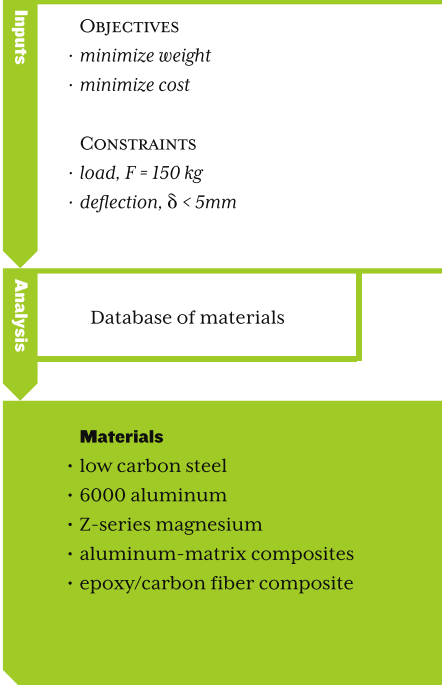 Inputs
OBJECTIVES
· minimize weight
· minimize cost
CONSTRAINTS
· load, F = 150 kg
· deflection, δ < 5mm
Analysis
Database of materials
Materials
· low carbon steel
· 6000 aluminum
· Z-series magnesium
· aluminum-matrix composites
· epoxy/carbon fiber composite